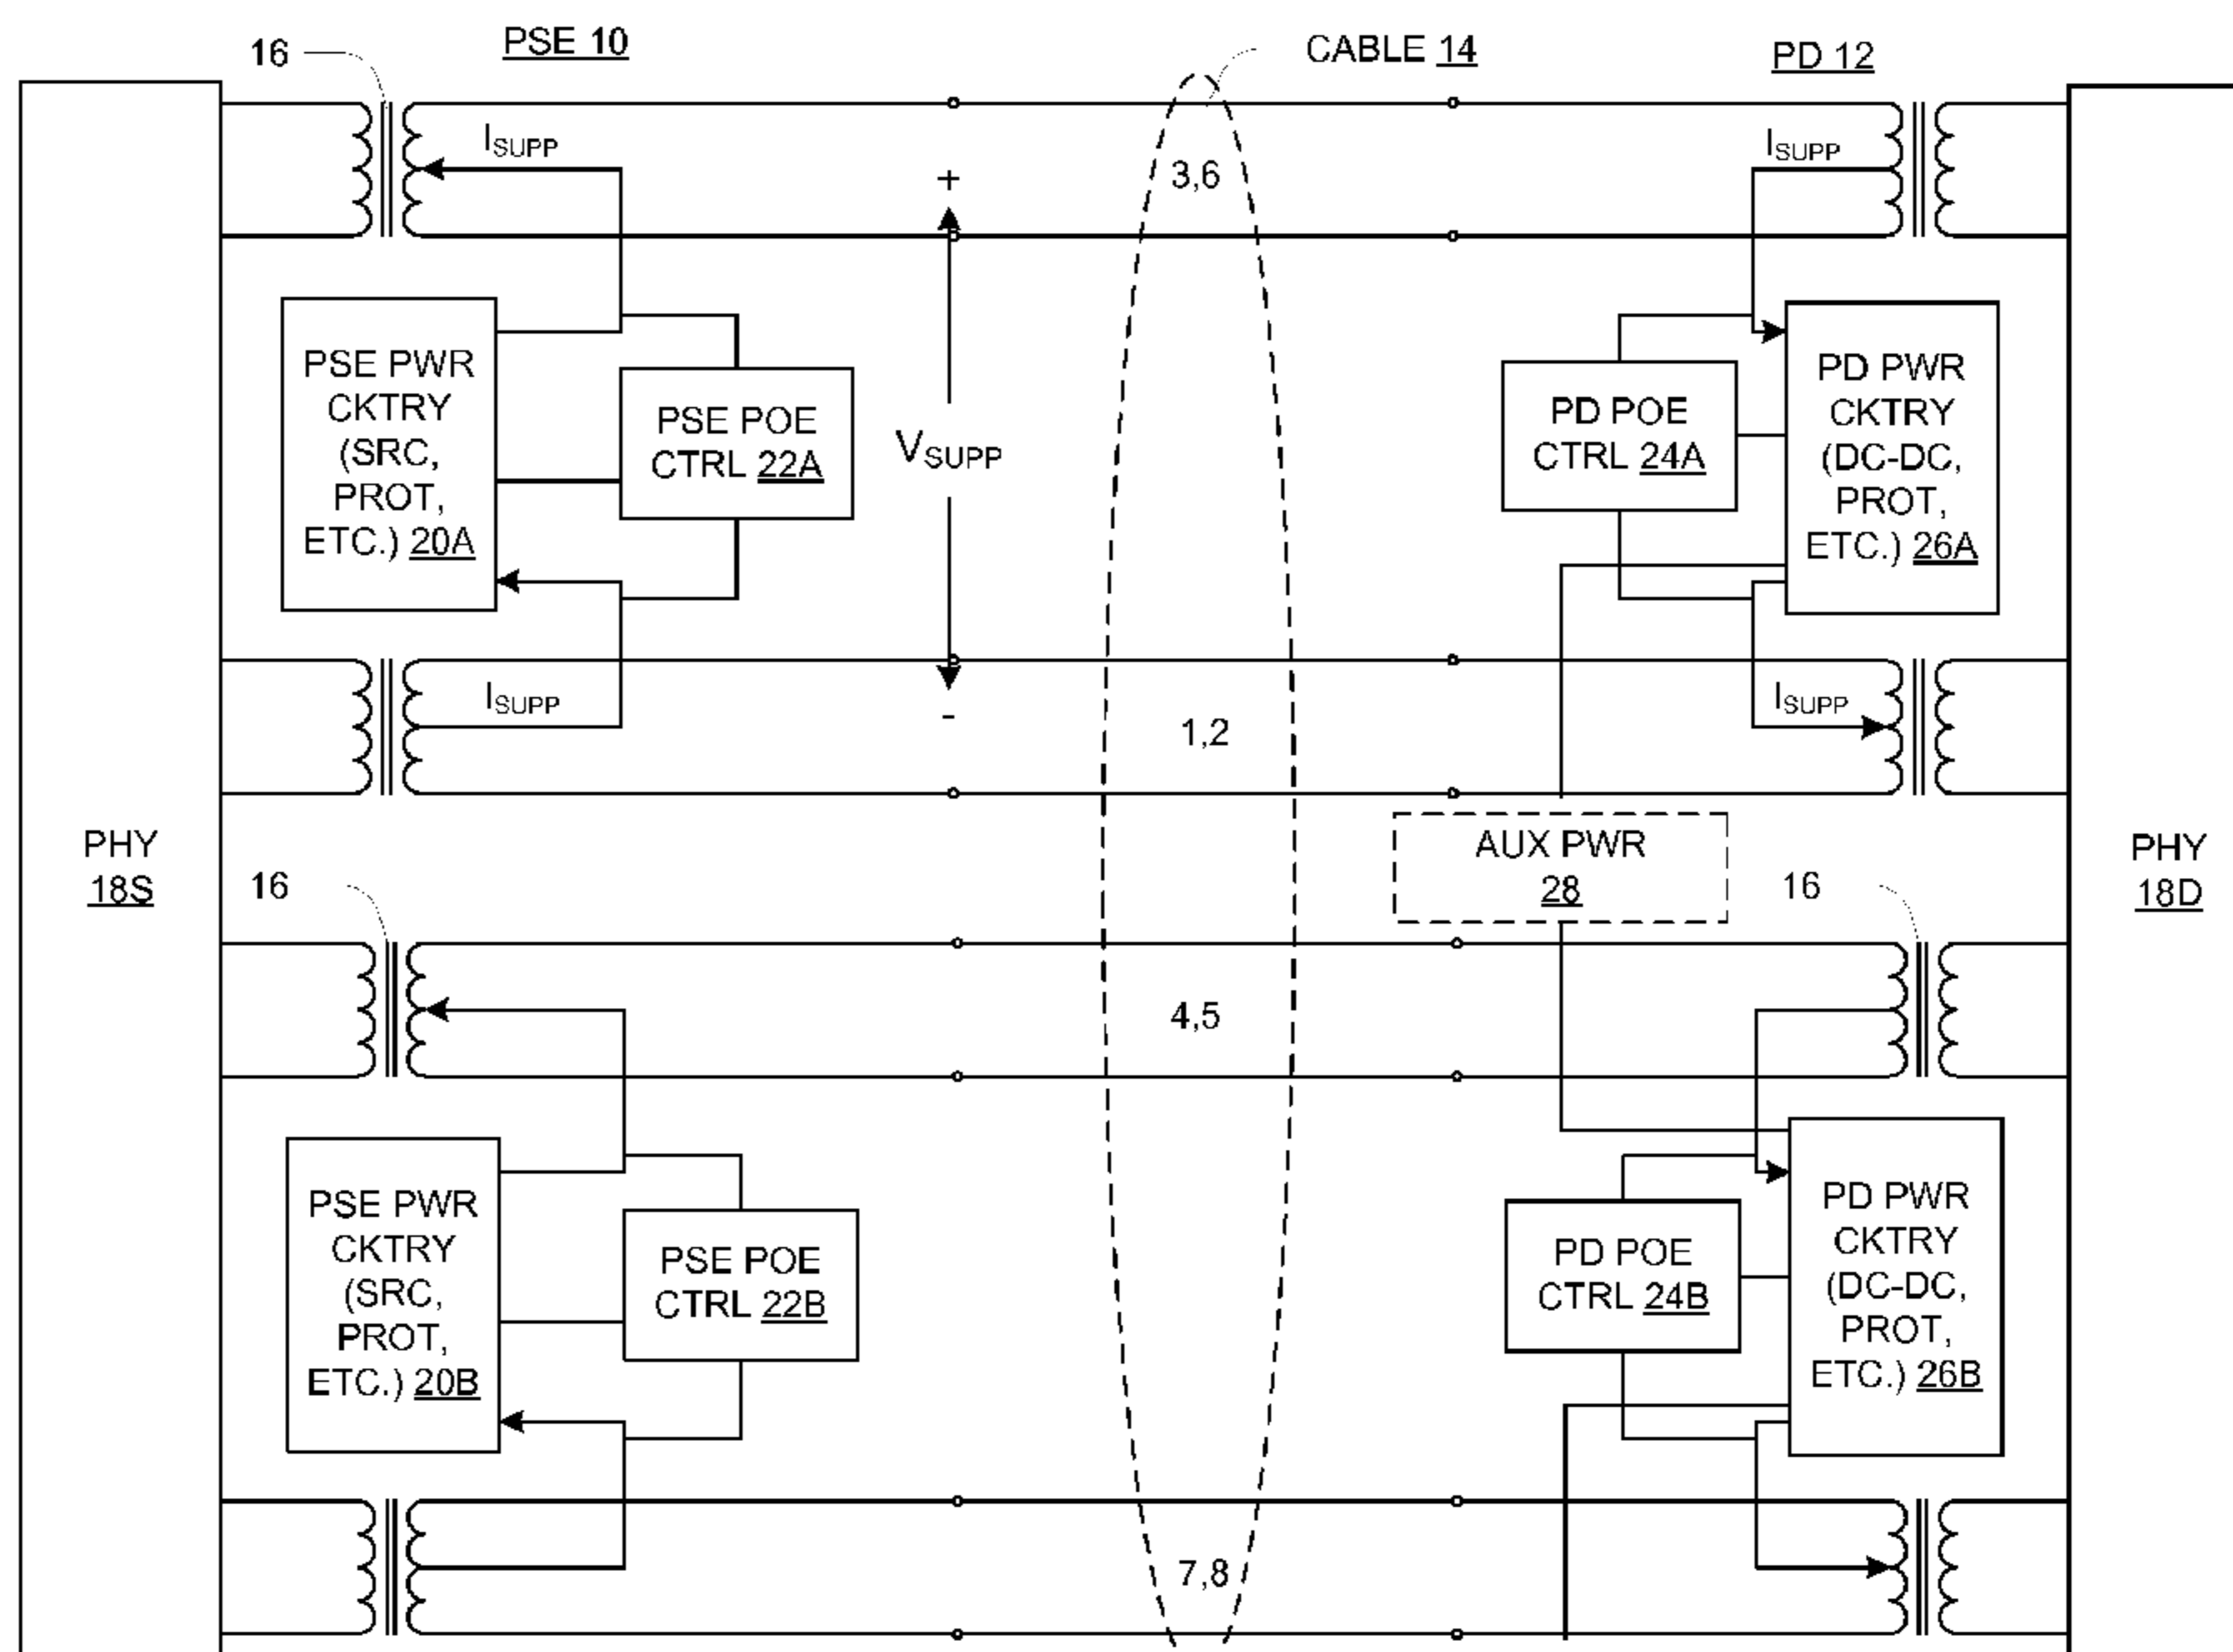 16
PSE 10
CABLE 14
PD 12
ISUPP
ISUPP
+
3,6
PSE PWR
CKTRY
(SRC,
PROT,
ETC.) 20A
PSE POE
CTRL 22A
VSUPP
PD POE
CTRL 24A
PD PWR
CKTRY
(DC-DC,
PROT,
ETC.) 26A
ISUPP
-
1,2
ISUPP
PHY
18S
16
AUX PWR
28
16
PHY
18D
4,5
PSE PWR
CKTRY
(SRC,
PROT,
ETC.) 20B
PSE POE
CTRL 22B
PD POE
CTRL 24B
PD PWR
CKTRY
(DC-DC,
PROT,
ETC.) 26B
7,8